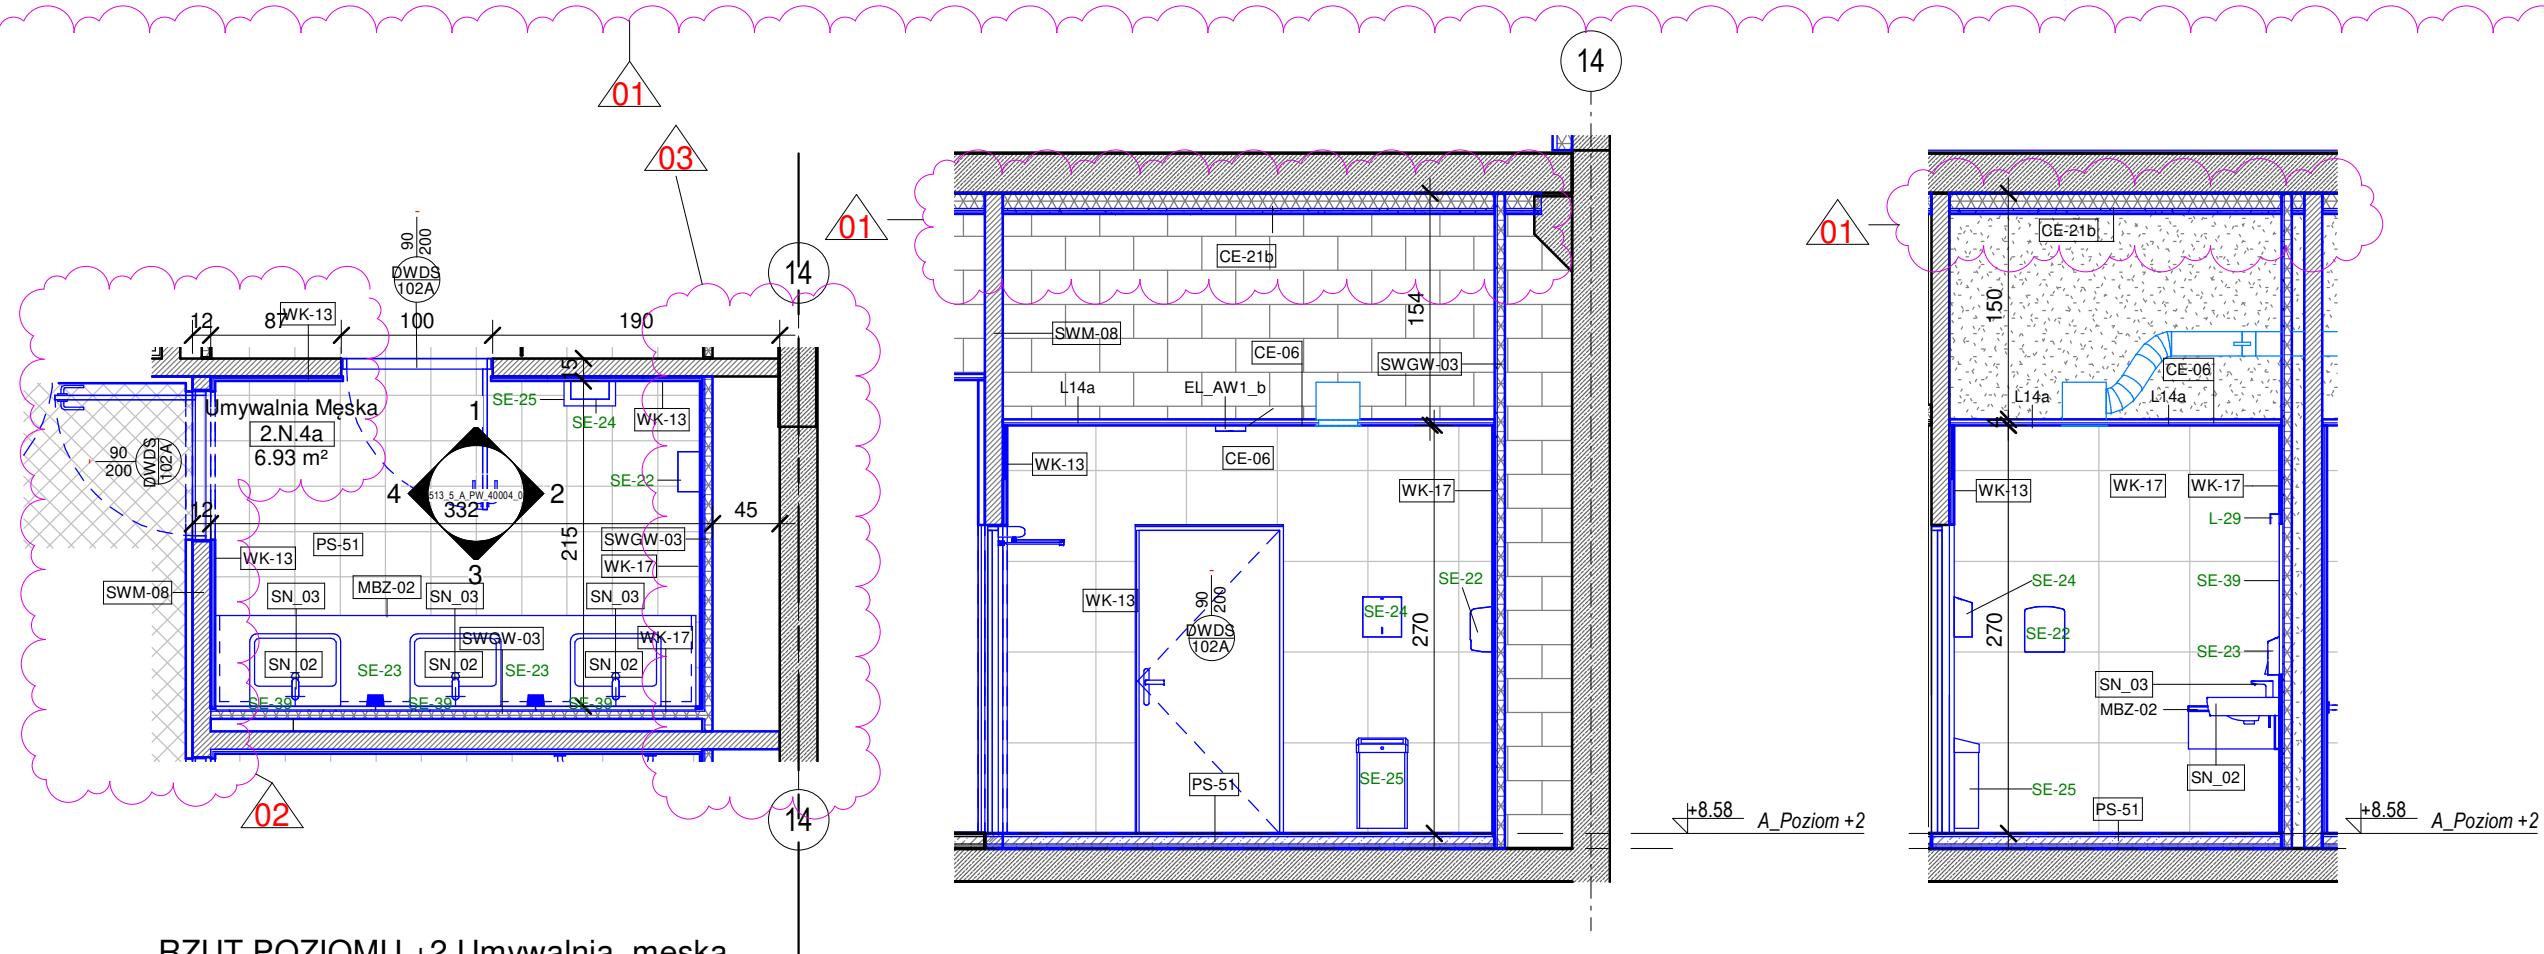 01
03
14
90
200
DWDS
102A
14
12
87
WK-13
100
190
15
SE-25
SE-24
WK-13
Umywalnia Męska
2.N.4a
6.93 m²
1
90
200
DWDS
102A
SE-22
4
2
332
12
45
215
PS-51
SWGW-03
WK-13
WK-17
3
SWM-08
MBZ-02
SN_03
SN_03
SN_03
SWGW-03
WK-17
SN_02
SN_02
SN_02
SE-23
SE-23
SE-39
SE-39
SE-39
02
14
RZUT POZIOMU +2 Umywalnia męska
01
CE-21b
154
SWM-08
CE-06
SWGW-03
L14a
EL_AW1_b
WK-13
CE-06
WK-17
SE-22
WK-13
90
200
SE-24
DWDS
102A
270
PS-51
SE-25
+8.58
A_Poziom +2
01
CE-21b
150
CE-06
L14a
L14a
4
WK-13
WK-17
WK-17
L-29
SE-24
SE-39
SE-22
270
SE-23
SN_03
MBZ-02
SN_02
SE-25
PS-51
+8.58
A_Poziom +2